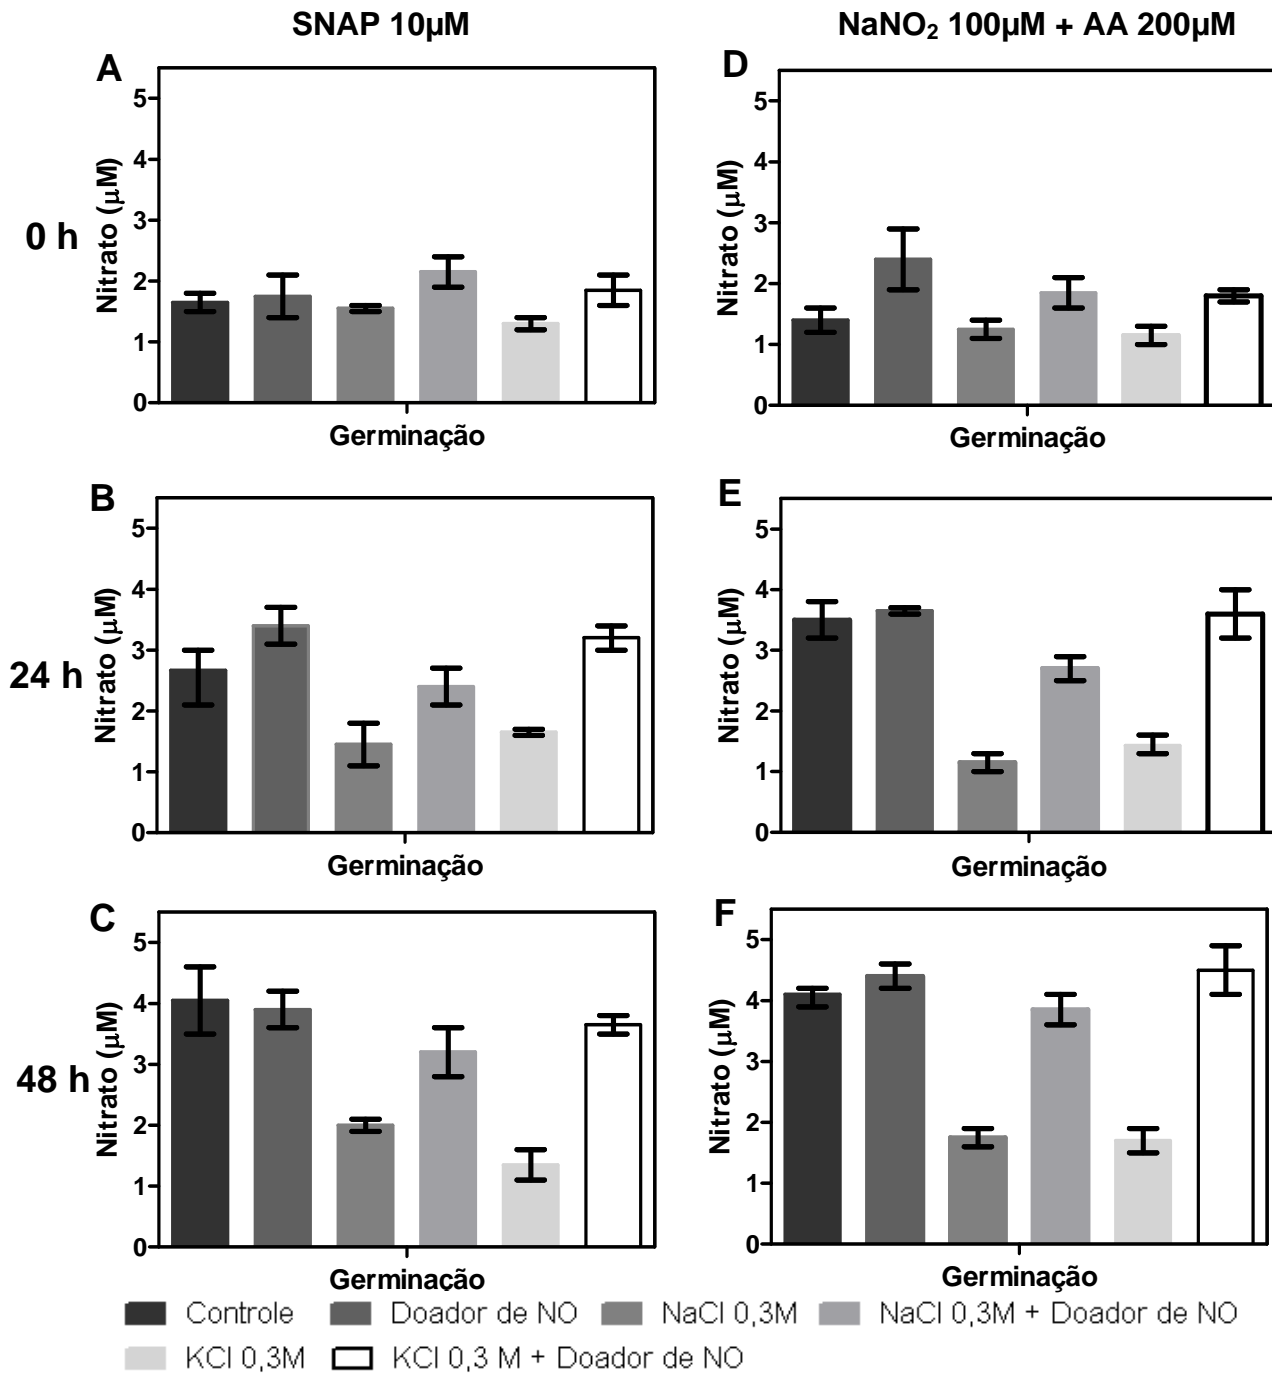 SNAP 10µM
NaNO₂ 100µM + AA 200µM
0 h
A
Nitrato (µM)
5
4
3
2
1
0
Germinação
D
Nitrato (µM)
5
4
3
2
1
0
Germinação
24 h
B
Nitrato (µM)
5
4
3
2
1
0
Germinação
E
Nitrato (µM)
5
4
3
2
1
0
Germinação
48 h
C
Nitrato (µM)
5
4
3
2
1
0
Germinação
F
Nitrato (µM)
5
4
3
2
1
0
Germinação
Controle Doador de NO NaCl 0,3M NaCl 0,3M + Doador de NO
KCl 0,3M KCl 0,3 M + Doador de NO